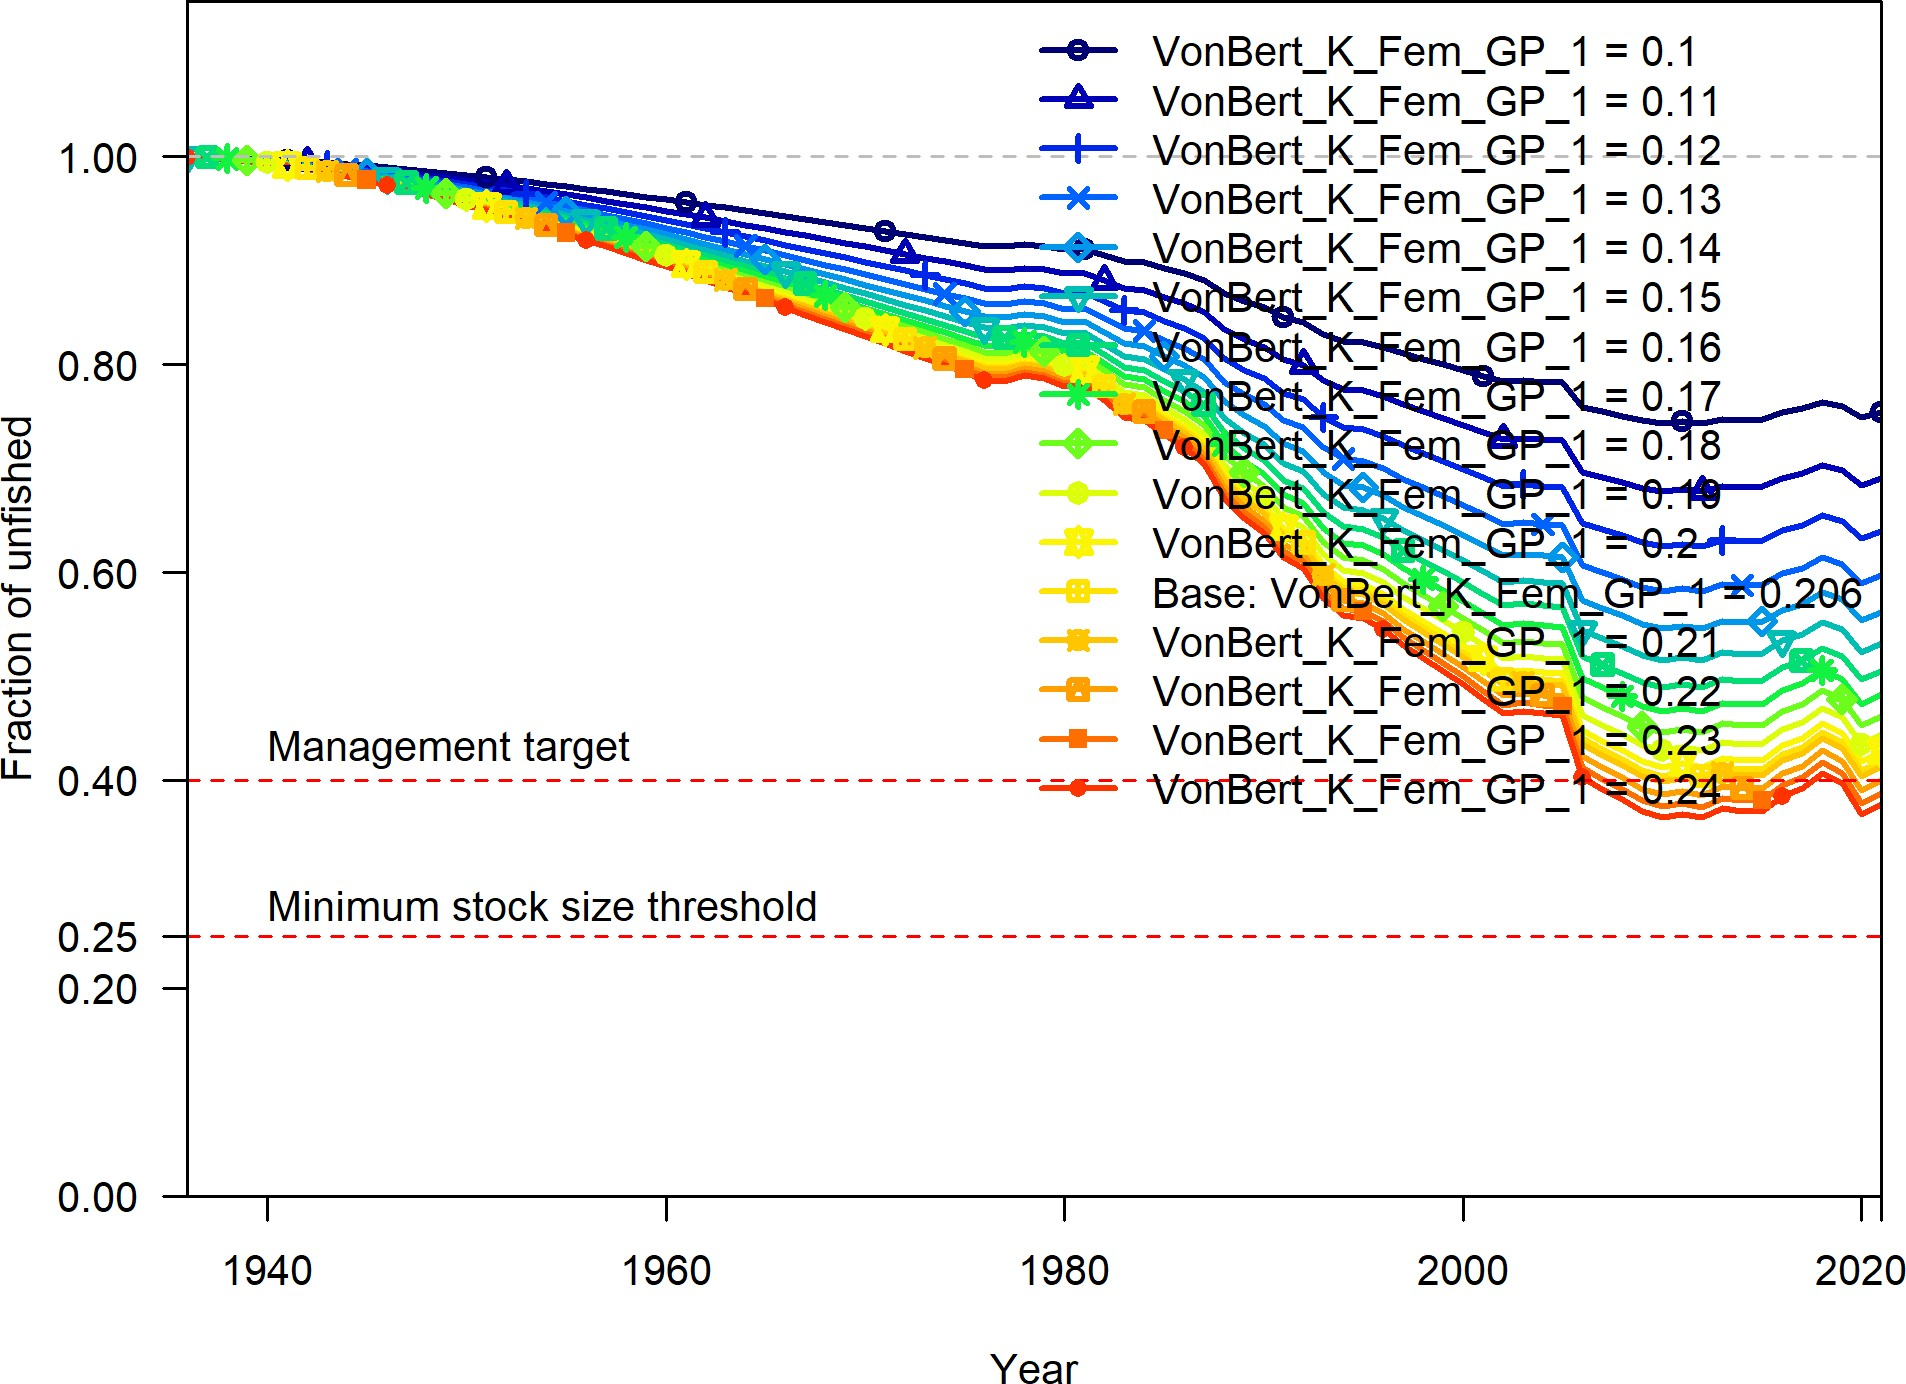 VonBert_K_Fem_GP_1 = 0.1
VonBert_K_Fem_GP_1 = 0.11
VonBert_K_Fem_GP_1 = 0.12
VonBert_K_Fem_GP_1 = 0.13
VonBert_K_Fem_GP_1 = 0.14
VonBert_K_Fem_GP_1 = 0.15
VonBert_K_Fem_GP_1 = 0.16
VonBert_K_Fem_GP_1 = 0.17
VonBert_K_Fem_GP_1 = 0.18
VonBert_K_Fem_GP_1 = 0.19
VonBert_K_Fem_GP_1 = 0.2
Base: VonBert_K_Fem_GP_1 = 0.206
VonBert_K_Fem_GP_1 = 0.21
VonBert_K_Fem_GP_1 = 0.22
VonBert_K_Fem_GP_1 = 0.23
VonBert_K_Fem_GP_1 = 0.24
1.00
0.80
0.60
0.40
0.25
0.20
0.00
Fraction of unfished
Management target
Minimum stock size threshold
1940 1960 1980 2000 2020
Year